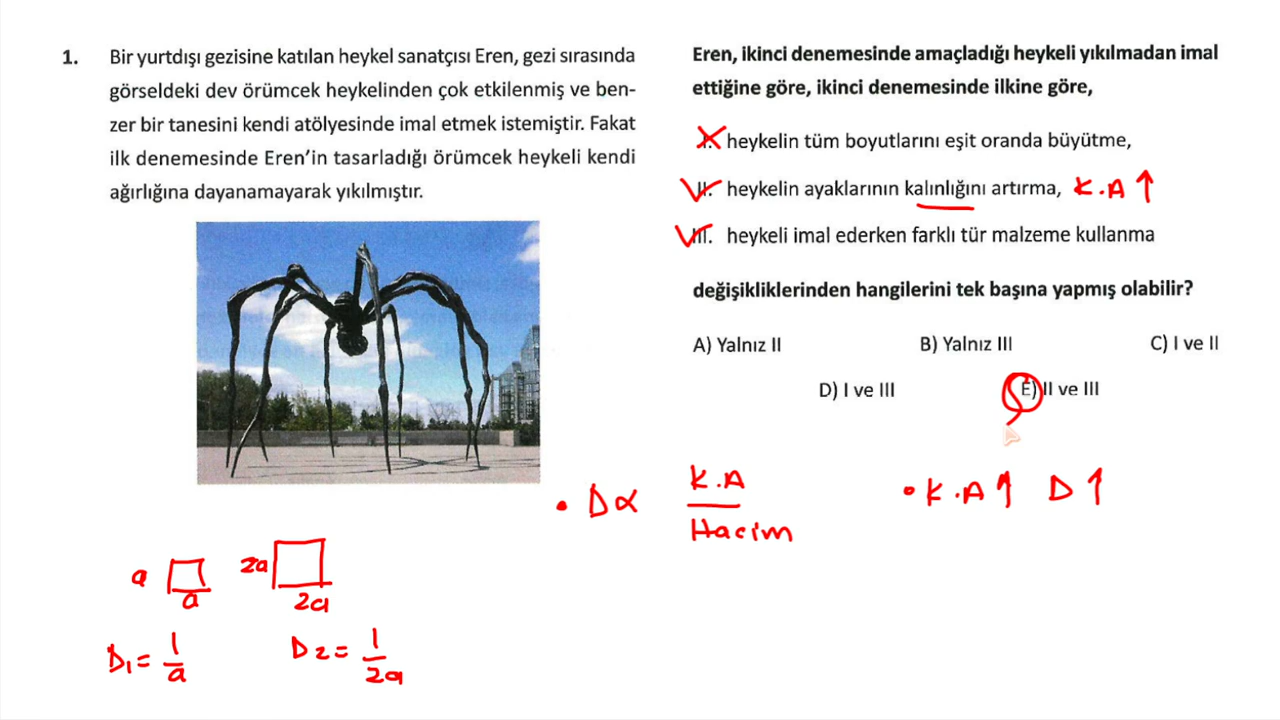 1. Bir yurtdışı gezisine katılan heykel sanatçısı Eren, gezi sırasında
görseldeki dev örümcek heykelinden çok etkilenmiş ve ben-
zer bir tanesini kendi atölyesinde imal etmek istemiştir. Fakat
ilk denemesinde Eren'in tasarladığı örümcek heykeli kendi
ağırlığına dayanamayarak yıkılmıştır.
Eren, ikinci denemesinde amaçladığı heykeli yıkılmadan imal
ettiğine göre, ikinci denemesinde ilkine göre,
I. heykelin tüm boyutlarını eşit oranda büyütme,
II. heykelin ayaklarının kalınlığını artırma, K.A ↑
III. heykeli imal ederken farklı tür malzeme kullanma
değişikliklerinden hangilerini tek başına yapmış olabilir?
A) Yalnız II B) Yalnız III C) I ve II
D) I ve III E) II ve III
• D α K.A / Hacim
• K.A ↑ D ↑
a a
2a 2a
D1 = 1/a D2 = 1/2a